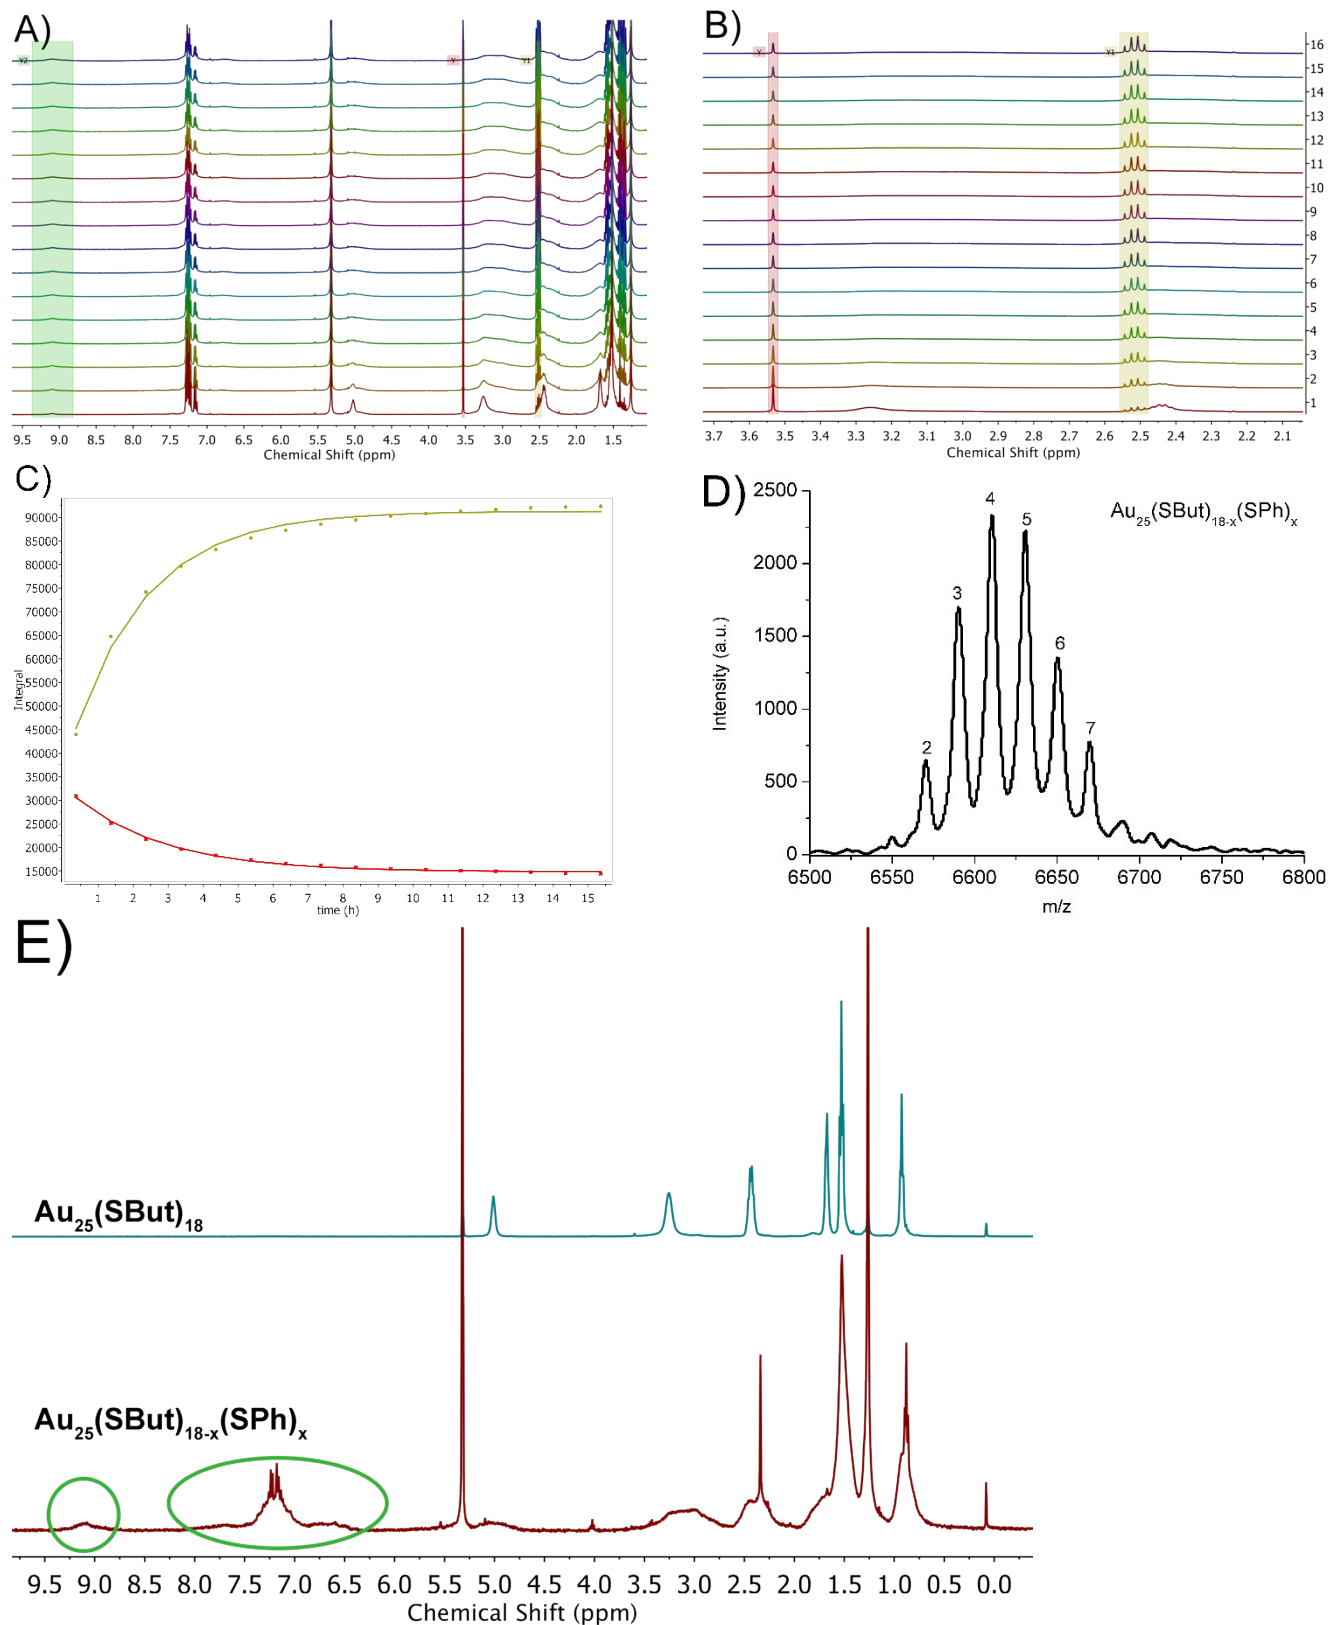 A)
Y2
Y
Y1
9.5 9.0 8.5 8.0 7.5 7.0 6.5 6.0 5.5 5.0 4.5 4.0 3.5 3.0 2.5 2.0 1.5
Chemical Shift (ppm)
B)
Y
Y1
16
15
14
13
12
11
10
9
8
7
6
5
4
3
2
1
3.7 3.6 3.5 3.4 3.3 3.2 3.1 3.0 2.9 2.8 2.7 2.6 2.5 2.4 2.3 2.2 2.1
Chemical Shift (ppm)
C)
90000
85000
80000
75000
70000
65000
60000
55000
50000
45000
40000
35000
30000
25000
20000
15000
Integral
1 2 3 4 5 6 7 8 9 10 11 12 13 14 15
time (h)
D)
Au25(SBut)18-x(SPh)x
2500
2000
1500
1000
500
0
Intensity (a.u.)
2
3
4
5
6
7
6500 6550 6600 6650 6700 6750 6800
m/z
E)
Au25(SBut)18
Au25(SBut)18-x(SPh)x
9.5 9.0 8.5 8.0 7.5 7.0 6.5 6.0 5.5 5.0 4.5 4.0 3.5 3.0 2.5 2.0 1.5 1.0 0.5 0.0
Chemical Shift (ppm)